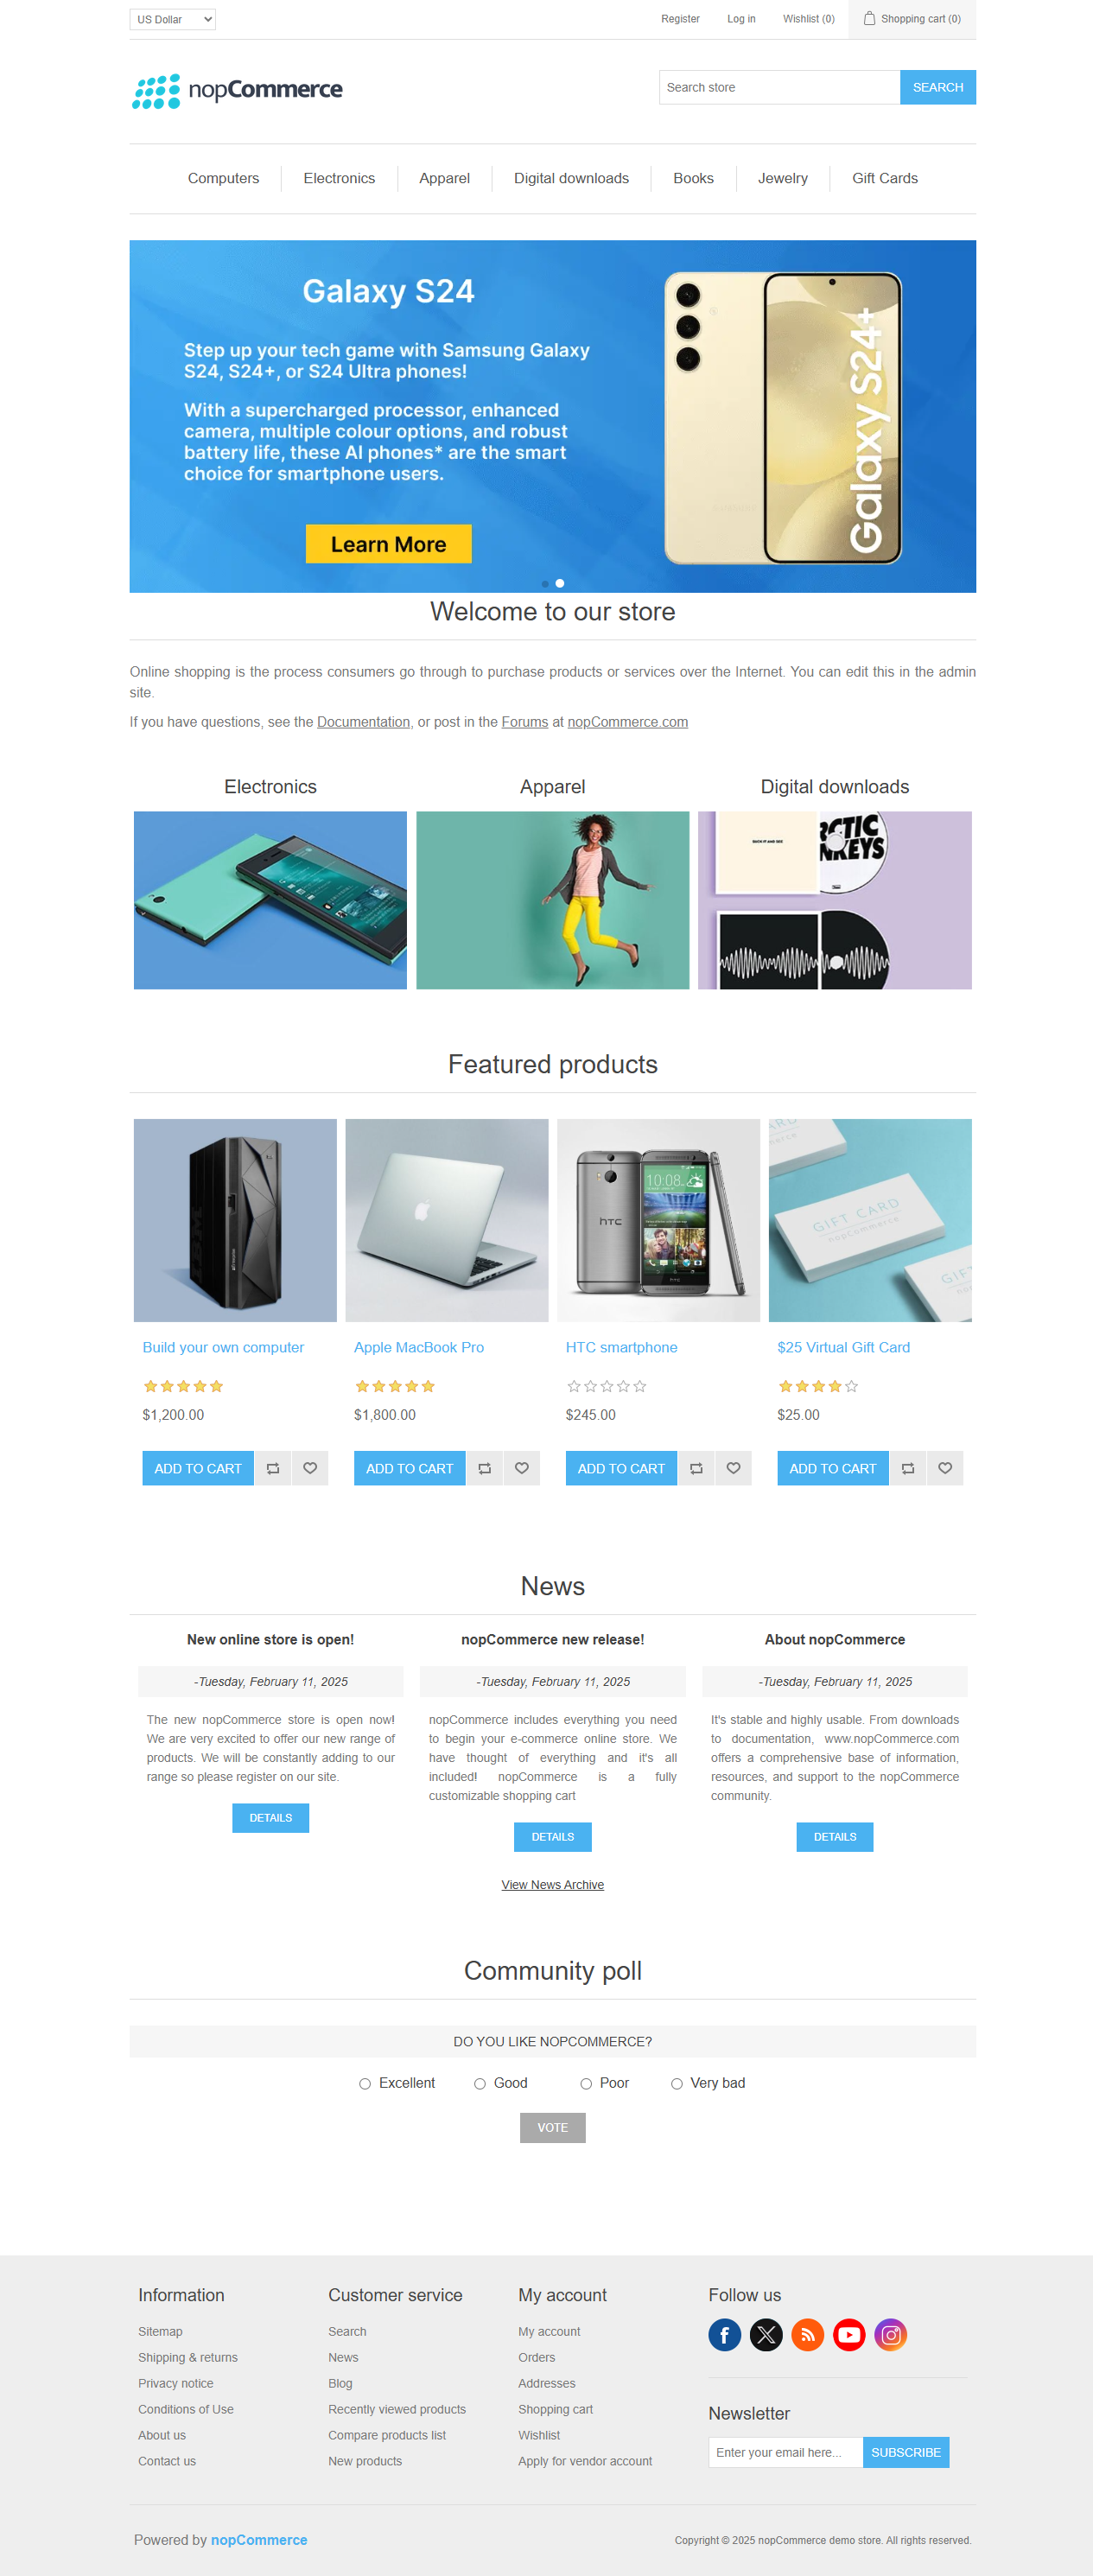 US Dollar
Register
Log in
Wishlist (0)
Shopping cart (0)
nopCommerce
Search store
SEARCH
Computers
Electronics
Apparel
Digital downloads
Books
Jewelry
Gift Cards
Galaxy S24
Step up your tech game with Samsung Galaxy
S24, S24+, or S24 Ultra phones!
With a supercharged processor, enhanced
camera, multiple colour options, and robust
battery life, these AI phones* are the smart
choice for smartphone users.
Learn More
Galaxy S24+
Welcome to our store
Online shopping is the process consumers go through to purchase products or services over the Internet. You can edit this in the admin
site.
If you have questions, see the Documentation, or post in the Forums at nopCommerce.com
Electronics
Apparel
Digital downloads
SUCK IT AND SEE
Featured products
10:08
hTC
GIFT CARD
nopCommerce
Build your own computer
$1,200.00
ADD TO CART
Apple MacBook Pro
$1,800.00
ADD TO CART
HTC smartphone
$245.00
ADD TO CART
$25 Virtual Gift Card
$25.00
ADD TO CART
News
New online store is open!
-Tuesday, February 11, 2025
The new nopCommerce store is open now!
We are very excited to offer our new range of
products. We will be constantly adding to our
range so please register on our site.
DETAILS
nopCommerce new release!
-Tuesday, February 11, 2025
nopCommerce includes everything you need
to begin your e-commerce online store. We
have thought of everything and it's all
included! nopCommerce is a fully
customizable shopping cart
DETAILS
About nopCommerce
-Tuesday, February 11, 2025
It's stable and highly usable. From downloads
to documentation, www.nopCommerce.com
offers a comprehensive base of information,
resources, and support to the nopCommerce
community.
DETAILS
View News Archive
Community poll
DO YOU LIKE NOPCOMMERCE?
Excellent
Good
Poor
Very bad
VOTE
Information
Sitemap
Shipping & returns
Privacy notice
Conditions of Use
About us
Contact us
Customer service
Search
News
Blog
Recently viewed products
Compare products list
New products
My account
My account
Orders
Addresses
Shopping cart
Wishlist
Apply for vendor account
Follow us
Newsletter
Enter your email here...
SUBSCRIBE
Powered by nopCommerce
Copyright © 2025 nopCommerce demo store. All rights reserved.